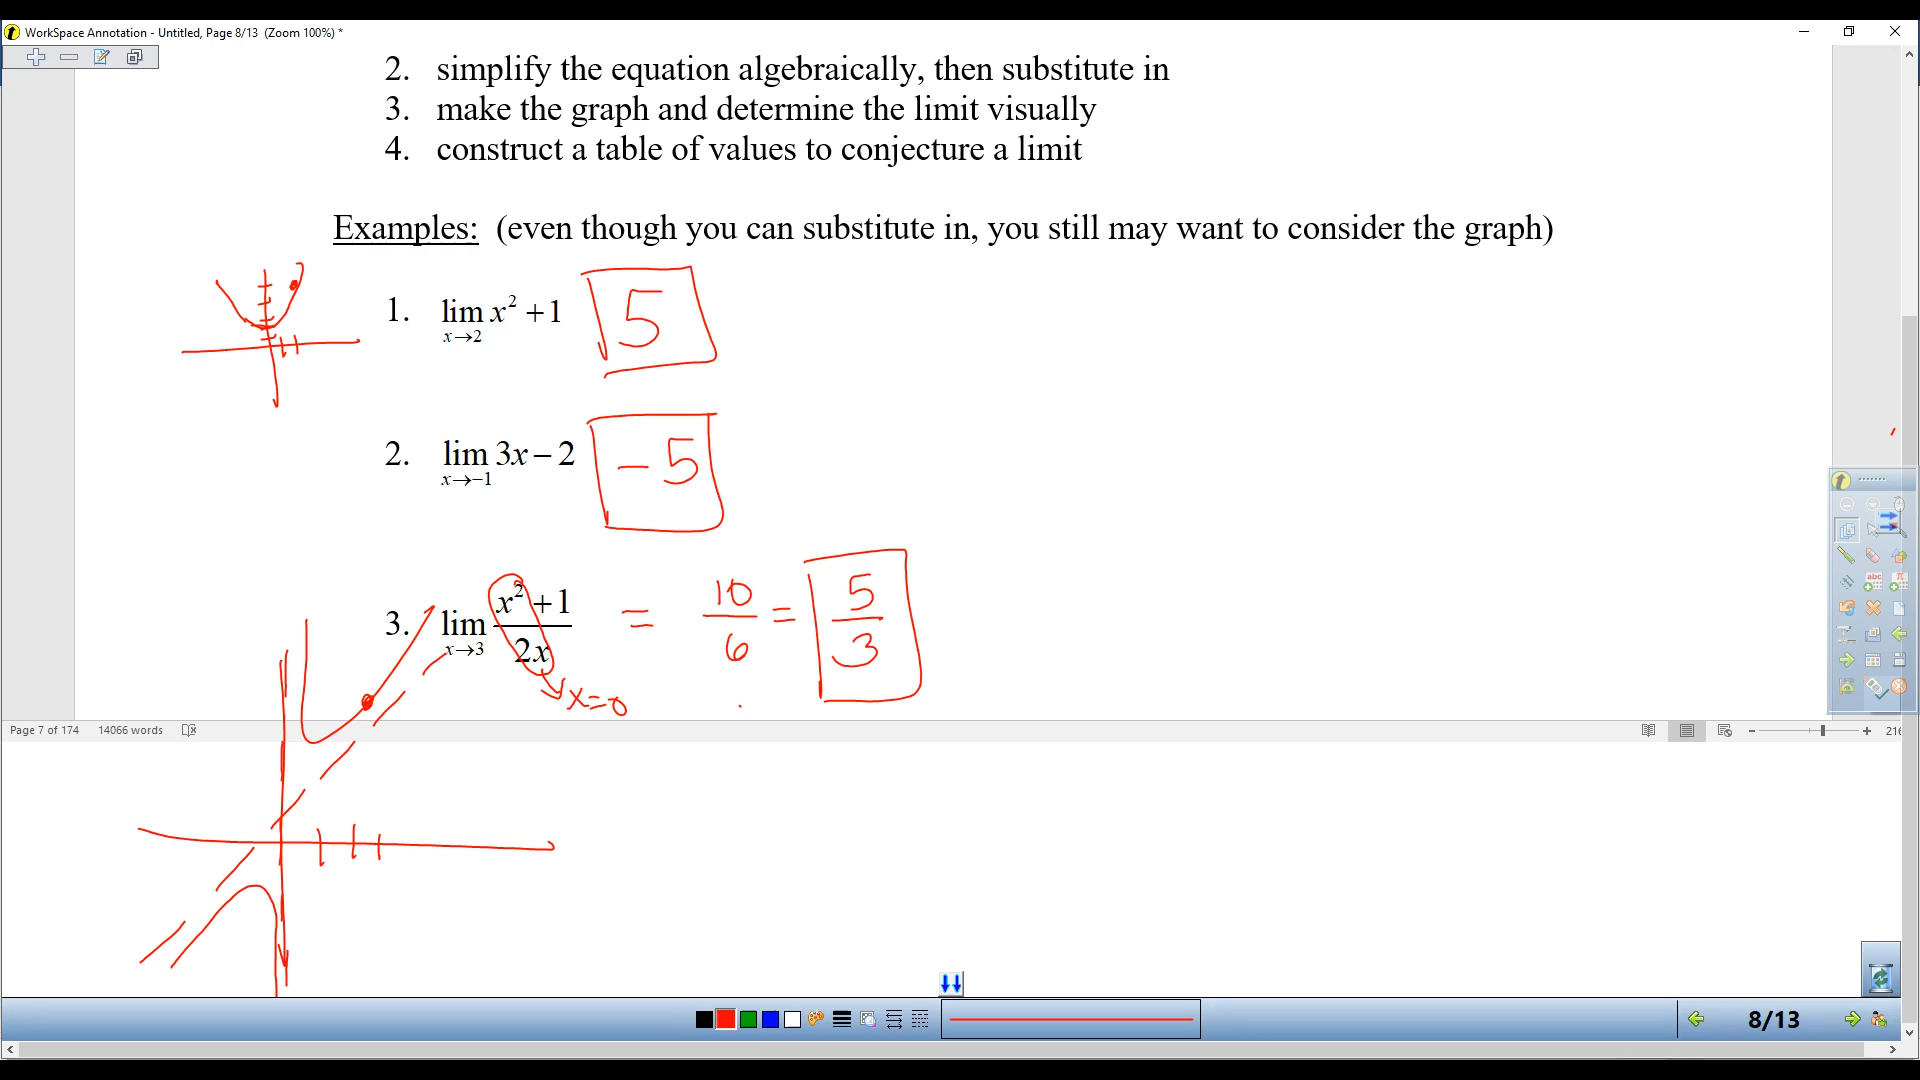 WorkSpace Annotation - Untitled, Page 8/13 (Zoom 100%) *
2. simplify the equation algebraically, then substitute in
3. make the graph and determine the limit visually
4. construct a table of values to conjecture a limit
Examples: (even though you can substitute in, you still may want to consider the graph)
1. lim x→2 x² + 1 5
2. lim x→−1 3x − 2 −5
3. lim x→3 (x² + 1)/(2x) = 10/6 = 5/3
x=0
Page 7 of 174 14066 words
8/13